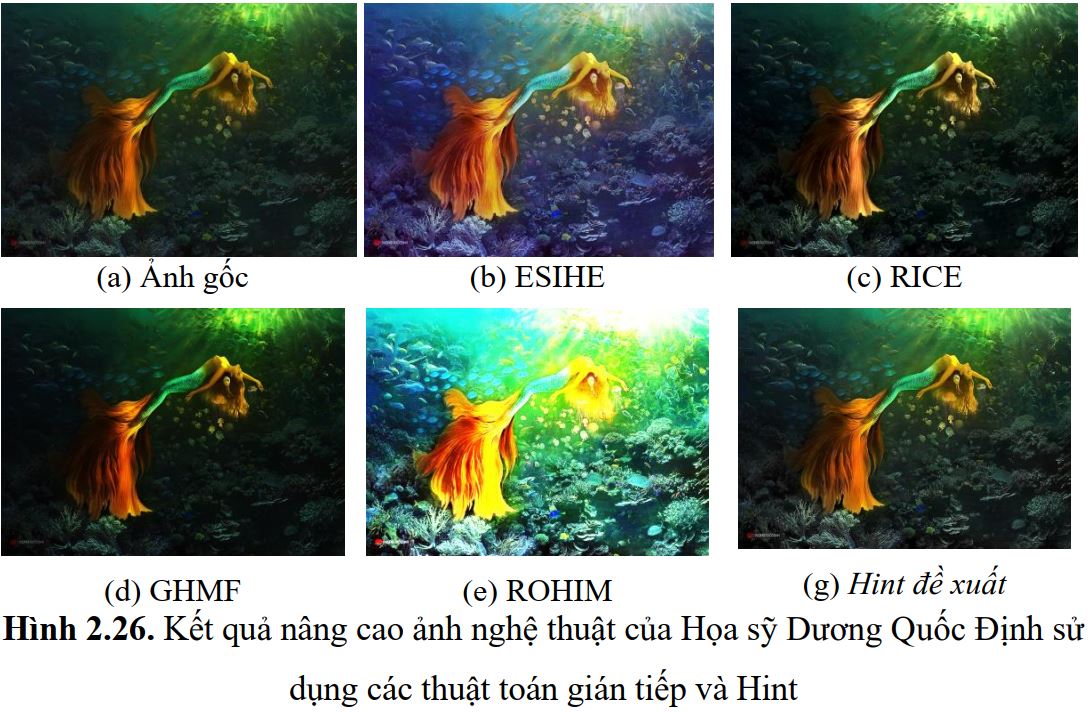 (a) Ảnh gốc
(b) ESIHE
(c) RICE
(d) GHMF
(e) ROHIM
(g) Hint đề xuất
Hình 2.26. Kết quả nâng cao ảnh nghệ thuật của Họa sỹ Dương Quốc Định sử
dụng các thuật toán gián tiếp và Hint